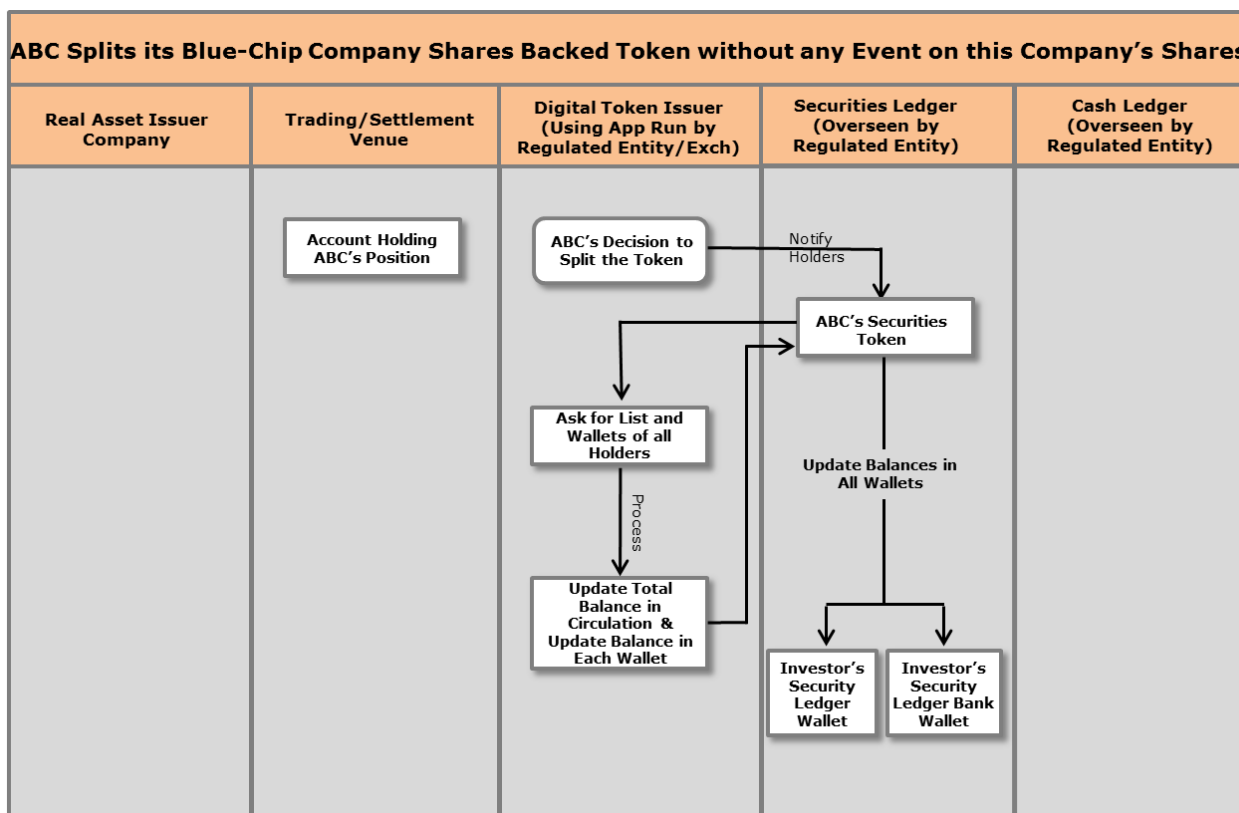 ABC Splits its Blue-Chip Company Shares Backed Token without any Event on this Company's Shares
Real Asset Issuer
Company
Trading/Settlement
Venue
Digital Token Issuer
(Using App Run by
Regulated Entity/Exch)
Securities Ledger
(Overseen by
Regulated Entity)
Cash Ledger
(Overseen by
Regulated Entity)
Account Holding
ABC's Position
ABC's Decision to
Split the Token
Notify
Holders
ABC's Securities
Token
Ask for List and
Wallets of all
Holders
Process
Update Balances in
All Wallets
Update Total
Balance in
Circulation &
Update Balance in
Each Wallet
Investor's
Security
Ledger
Wallet
Investor's
Security
Ledger Bank
Wallet